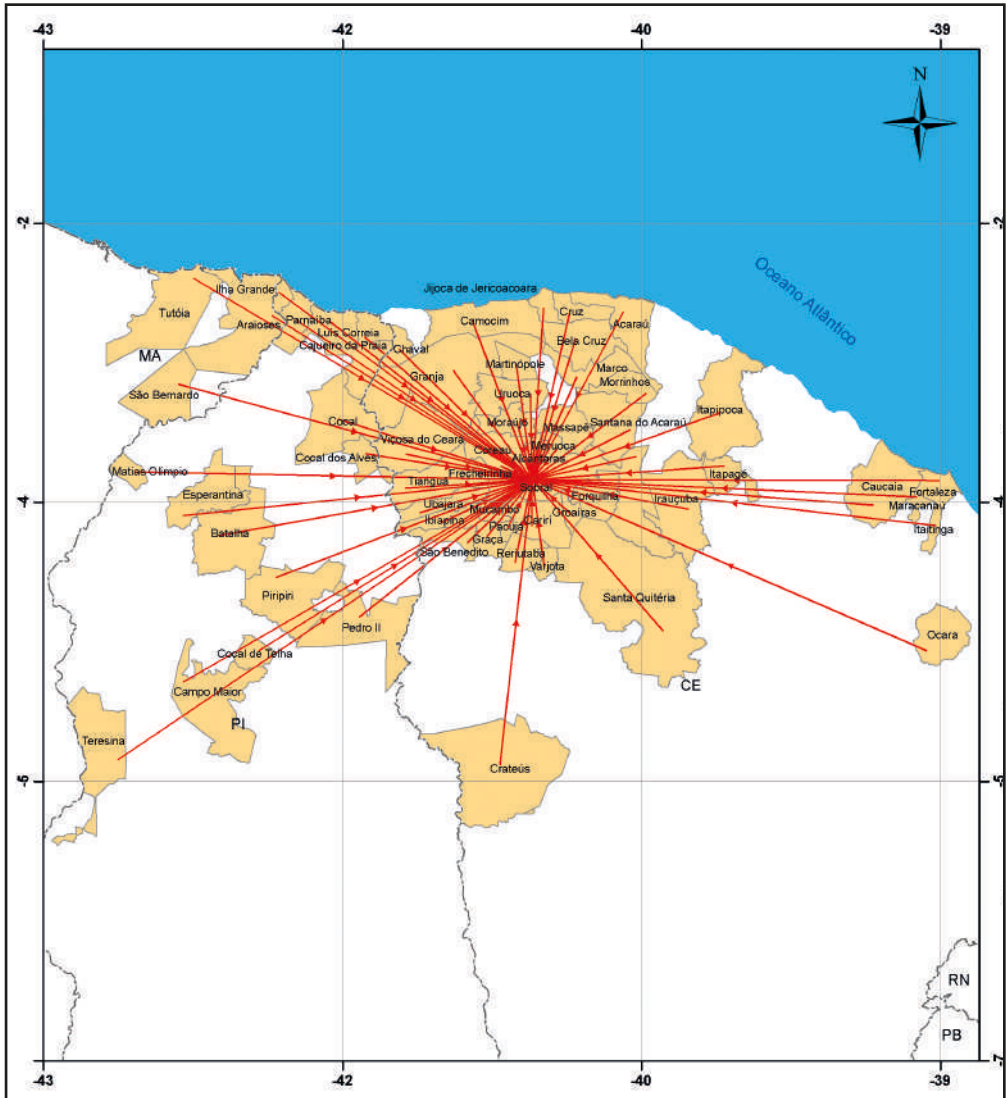 -43 -42 -40 -39
N
-2 -2
Oceano Atlântico
Jijoca de Jericoacoara
Ilha Grande
Tutóia
Parnaíba
Araioses
Luis Correia
Cajueiro da Praia
Chaval
Camocim
Cruz
Acaraú
Bela Cruz
MA
Granja
Martinópole
Marco
Morrinhos
São Bernardo
Uruoca
Itapipoca
Cocal
Moraújo
Massapê
Santana do Acaraú
Viçosa do Ceará
Coreaú
Meruoca
Cocal dos Alves
Alcântaras
Matias Olímpio
Frecheirinha
Itapagé
Tianguá
Sobral
Caucaia
Fortaleza
Esperantina
Forquilha
Irauçuba
-4 -4
Ubajara
Mucambo
Groaíras
Maracanaú
Ibiapina
Pacujá
Cariri
Batalha
Graça
Itaitinga
São Benedito
Reriutaba
Varjota
Piripiri
Santa Quitéria
Pedro II
Ocara
Cocal de Telha
CE
Campo Maior
PI
Teresina
Crateús
-5
RN
PB
-7
-43 -42 -40 -39